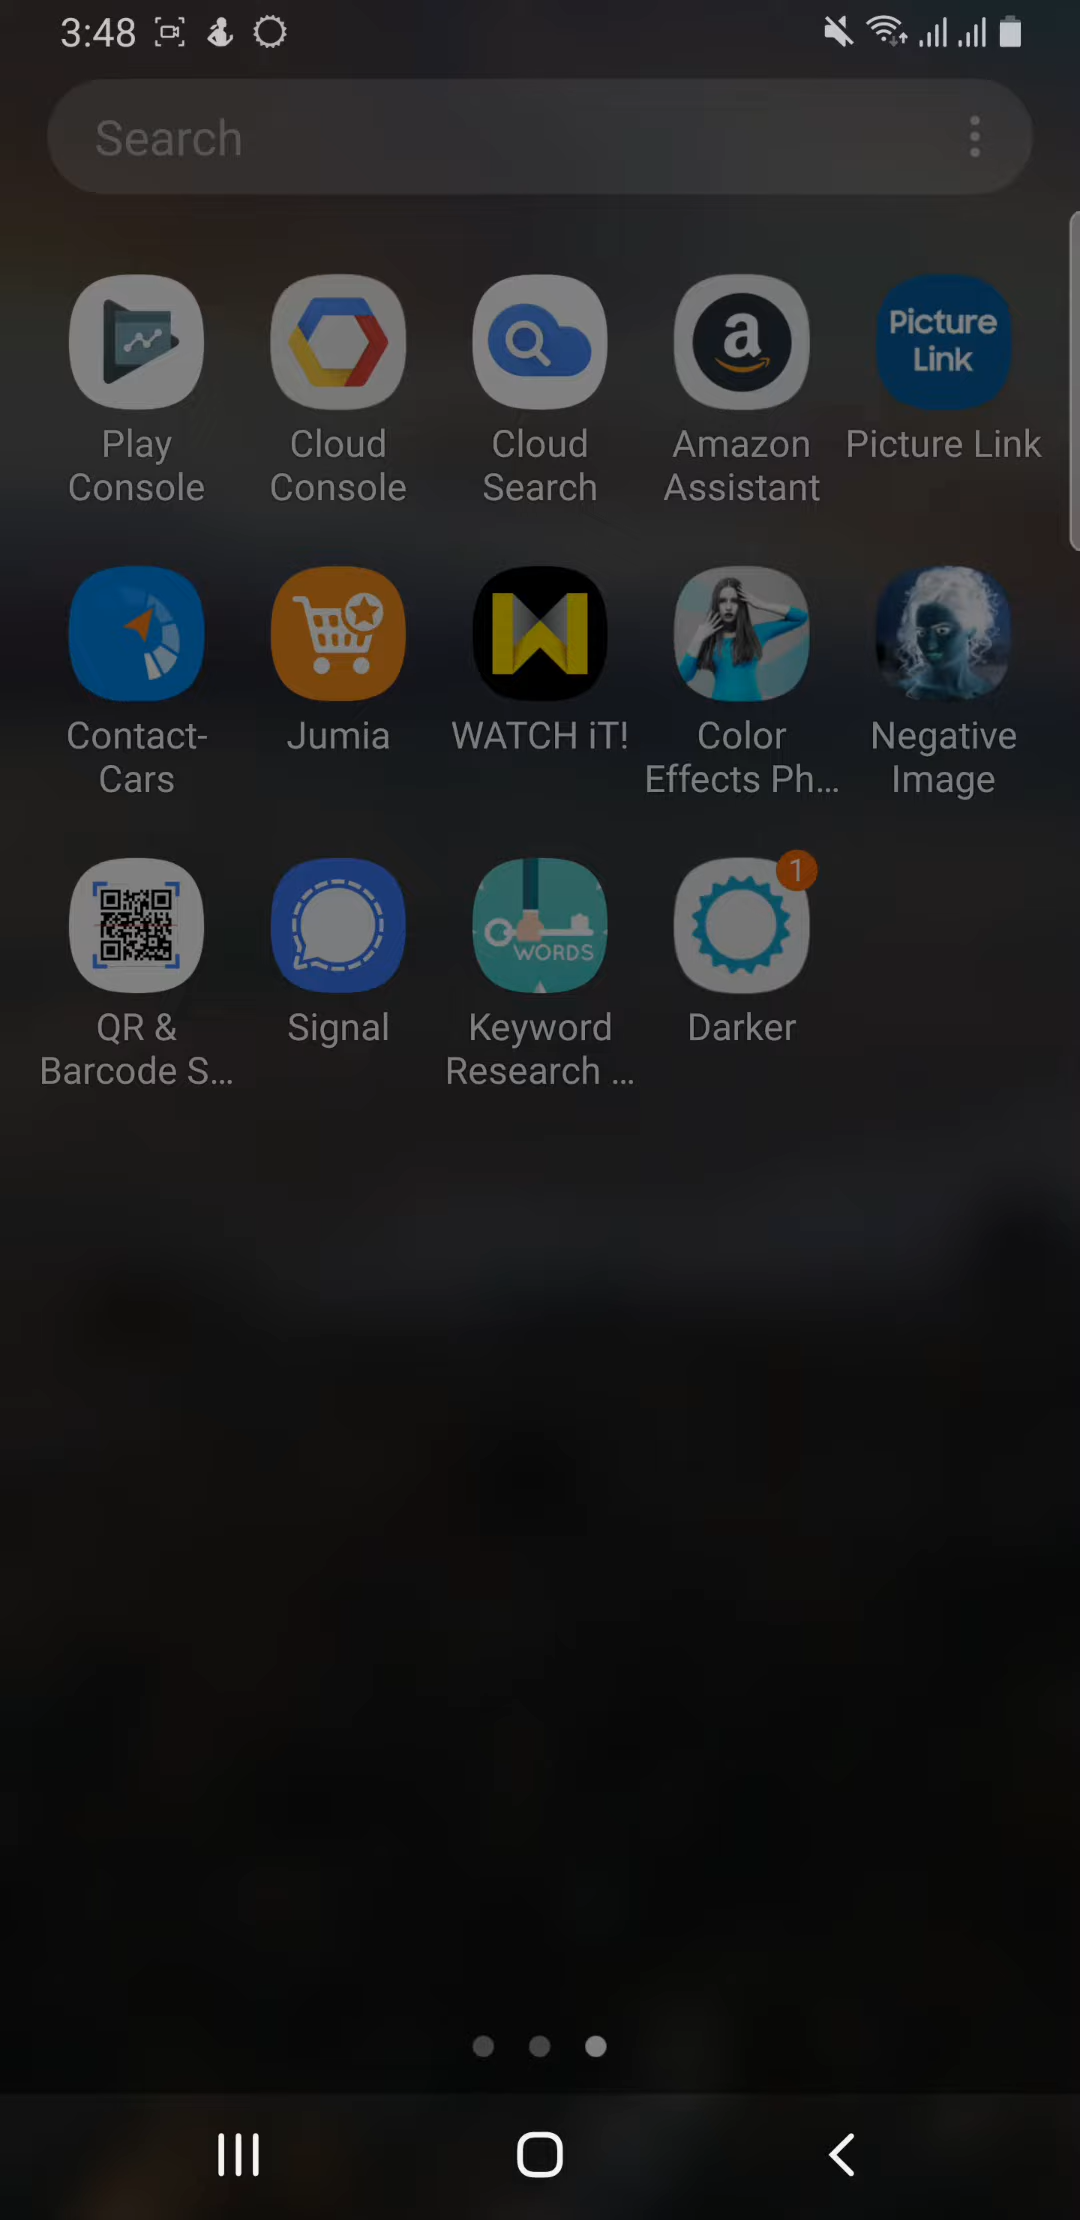 3:48
Search
Picture
Link
a
Play
Console
Cloud
Console
Cloud
Search
Amazon
Assistant
Picture Link
Contact-
Cars
Jumia
WATCH iT!
Color
Effects Ph...
Negative
Image
WORDS
1
QR &
Barcode S...
Signal
Keyword
Research ...
Darker